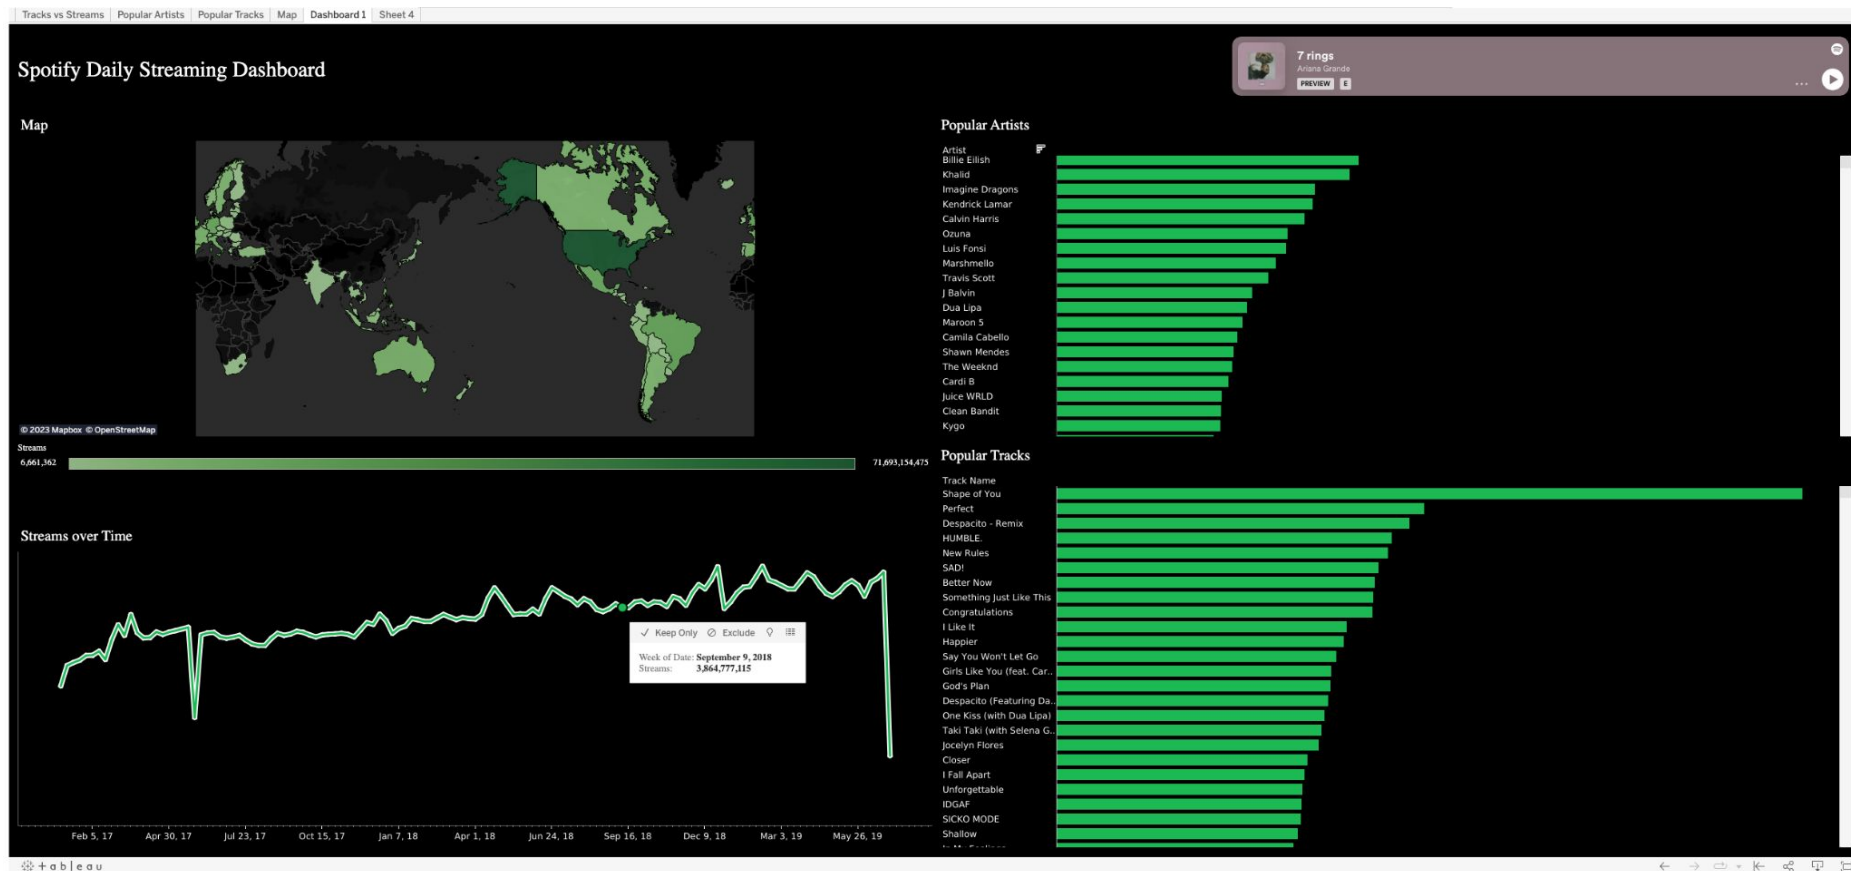 Tracks vs Streams Popular Artists Popular Tracks Map Dashboard 1 Sheet 4
Spotify Daily Streaming Dashboard
7 rings
Ariana Grande
PREVIEW E
Map
© 2023 Mapbox © OpenStreetMap
Streams
6,661,362 71,693,154,475
Streams over Time
Keep Only Exclude
Week of Date: September 9, 2018
Streams: 3,864,777,115
Feb 5, 17 Apr 30, 17 Jul 23, 17 Oct 15, 17 Jan 7, 18 Apr 1, 18 Jun 24, 18 Sep 16, 18 Dec 9, 18 Mar 3, 19 May 26, 19
Popular Artists
Artist
Billie Eilish
Khalid
Imagine Dragons
Kendrick Lamar
Calvin Harris
Ozuna
Luis Fonsi
Marshmello
Travis Scott
J Balvin
Dua Lipa
Maroon 5
Camila Cabello
Shawn Mendes
The Weeknd
Cardi B
Juice WRLD
Clean Bandit
Kygo
Popular Tracks
Track Name
Shape of You
Perfect
Despacito - Remix
HUMBLE.
New Rules
SAD!
Better Now
Something Just Like This
Congratulations
I Like It
Happier
Say You Won't Let Go
Girls Like You (feat. Car..
God's Plan
Despacito (Featuring Da..
One Kiss (with Dua Lipa)
Taki Taki (with Selena G..
Jocelyn Flores
Closer
I Fall Apart
Unforgettable
IDGAF
SICKO MODE
Shallow
+ableau